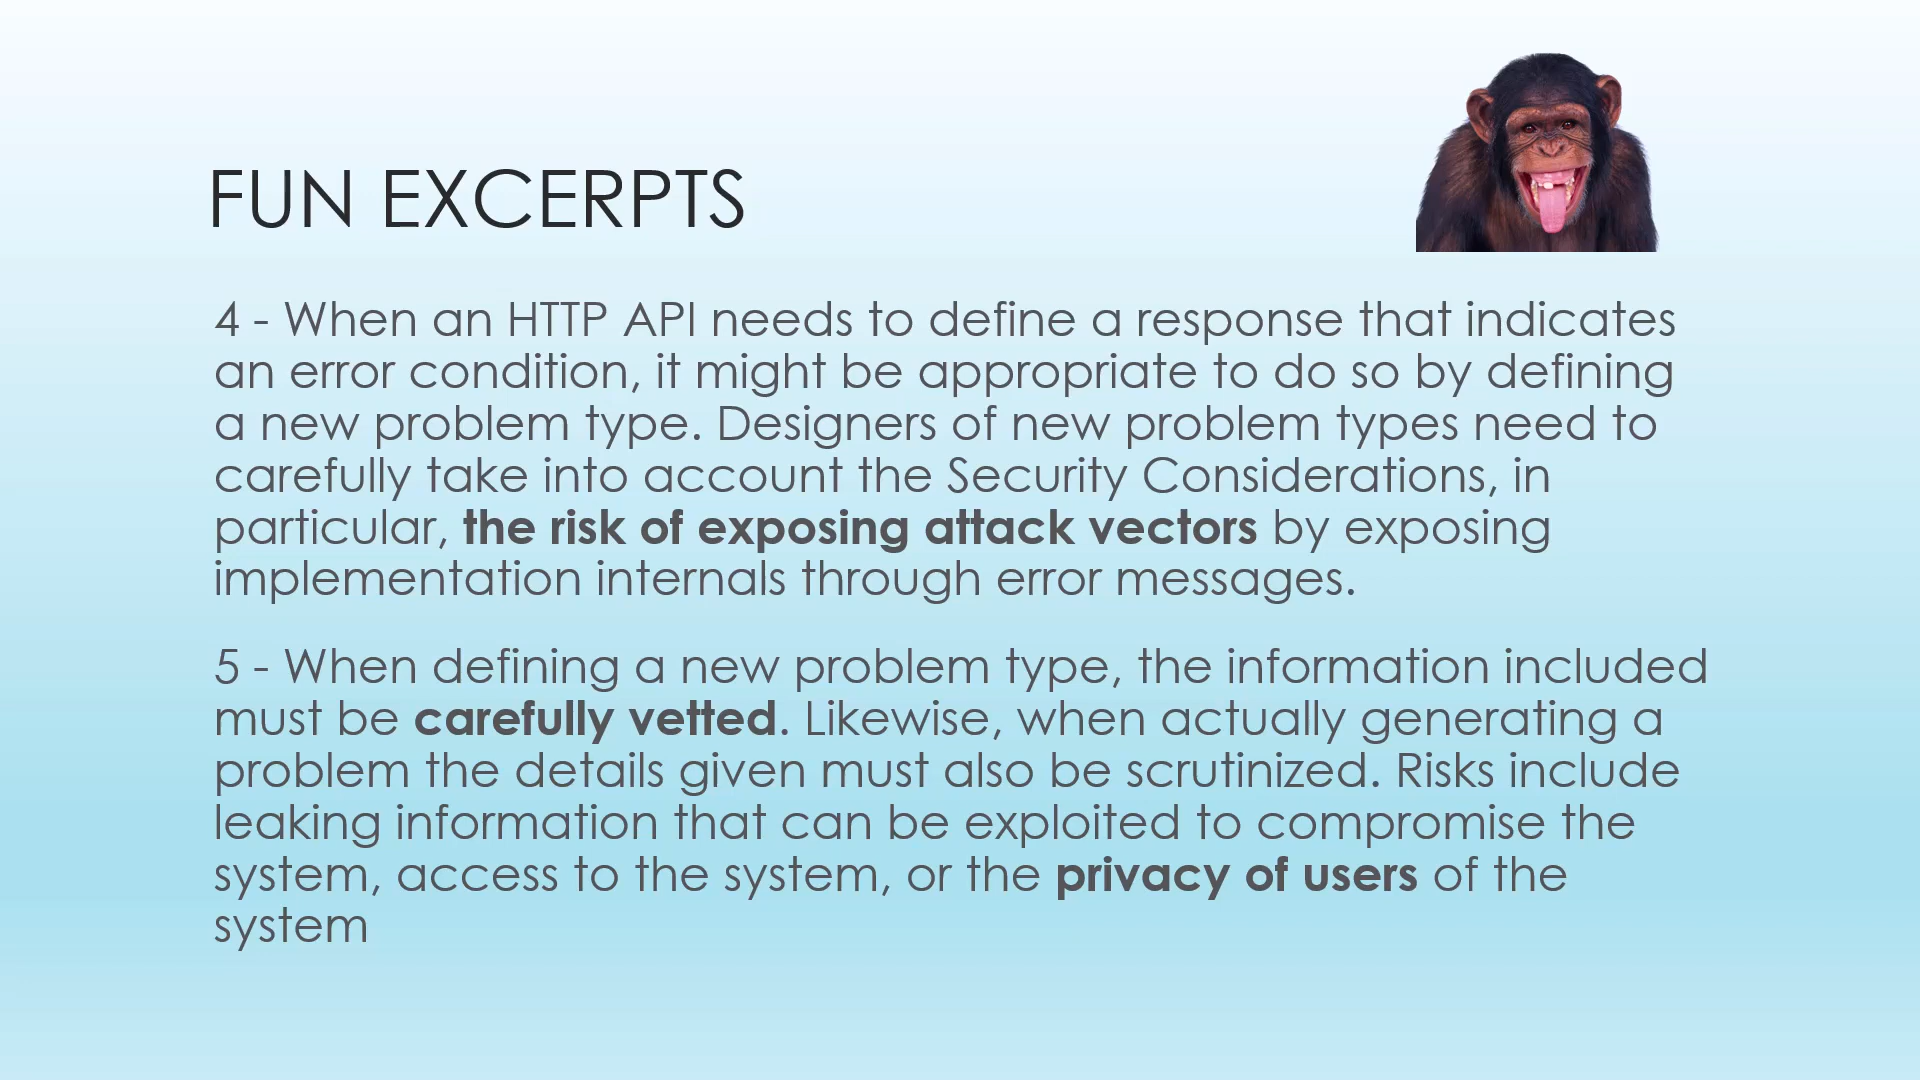 FUN EXCERPTS
4 - When an HTTP API needs to define a response that indicates
an error condition, it might be appropriate to do so by defining
a new problem type. Designers of new problem types need to
carefully take into account the Security Considerations, in
particular, the risk of exposing attack vectors by exposing
implementation internals through error messages.
5 - When defining a new problem type, the information included
must be carefully vetted. Likewise, when actually generating a
problem the details given must also be scrutinized. Risks include
leaking information that can be exploited to compromise the
system, access to the system, or the privacy of users of the
system